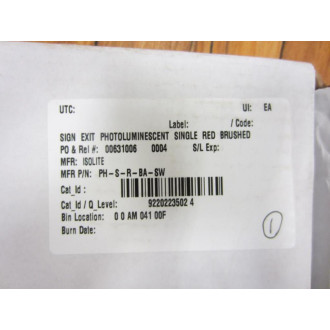 UTC: UI: EA
Label: / Code:
SIGN EXIT PHOTOLUMINESCENT SINGLE RED BRUSHED
PO & Rel #: 00631006 0004 S/L Exp:
MFR: ISOLITE
MFR P/N: PH-S-R-BA-SW
Cat_Id :
Cat_Id / Q_Level: 9220223502 4
Bin Location: 0 0 AM 041 00F
Burn Date:
1